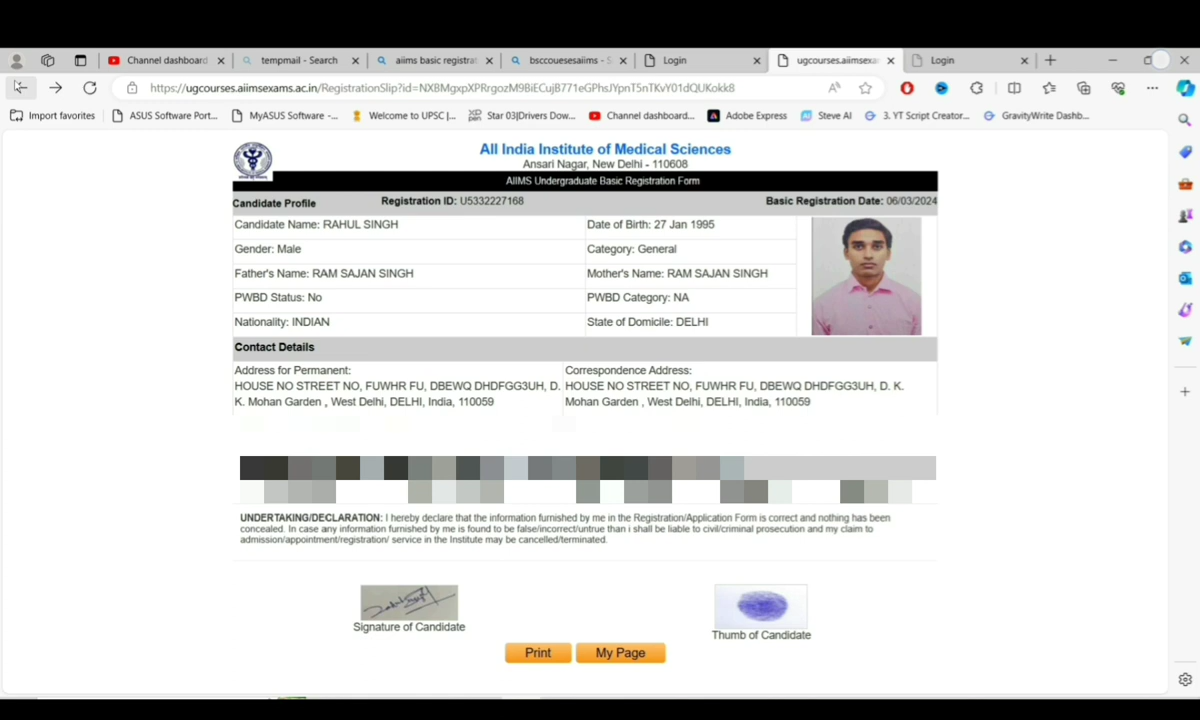 Channel dashboard
tempmail - Search
aiims basic registrat
bsccouesesaiims - S
Login
ugcourses.aiimsexam
Login
https://ugcourses.aiimsexams.ac.in/RegistrationSlip?id=NXBMgxpXPRrgozM9BiECujB771eGPhsJYpnT5nTKvY01dQUKokk8
Import favorites
ASUS Software Port...
MyASUS Software -...
Welcome to UPSC |...
Star 03|Drivers Dow...
Channel dashboard...
Adobe Express
Steve AI
3. YT Script Creator...
GravityWrite Dashb...
All India Institute of Medical Sciences
Ansari Nagar, New Delhi - 110608
AIIMS Undergraduate Basic Registration Form
Candidate Profile Registration ID: U5332227168 Basic Registration Date: 06/03/2024
Candidate Name: RAHUL SINGH Date of Birth: 27 Jan 1995
Gender: Male Category: General
Father's Name: RAM SAJAN SINGH Mother's Name: RAM SAJAN SINGH
PWBD Status: No PWBD Category: NA
Nationality: INDIAN State of Domicile: DELHI
Contact Details
Address for Permanent:
HOUSE NO STREET NO, FUWHR FU, DBEWQ DHDFGG3UH, D.
K. Mohan Garden , West Delhi, DELHI, India, 110059
Correspondence Address:
HOUSE NO STREET NO, FUWHR FU, DBEWQ DHDFGG3UH, D. K.
Mohan Garden , West Delhi, DELHI, India, 110059
UNDERTAKING/DECLARATION: I hereby declare that the information furnished by me in the Registration/Application Form is correct and nothing has been
concealed. In case any information furnished by me is found to be false/incorrect/untrue than i shall be liable to civil/criminal prosecution and my claim to
admission/appointment/registration/ service in the Institute may be cancelled/terminated.
Signature of Candidate
Thumb of Candidate
Print
My Page